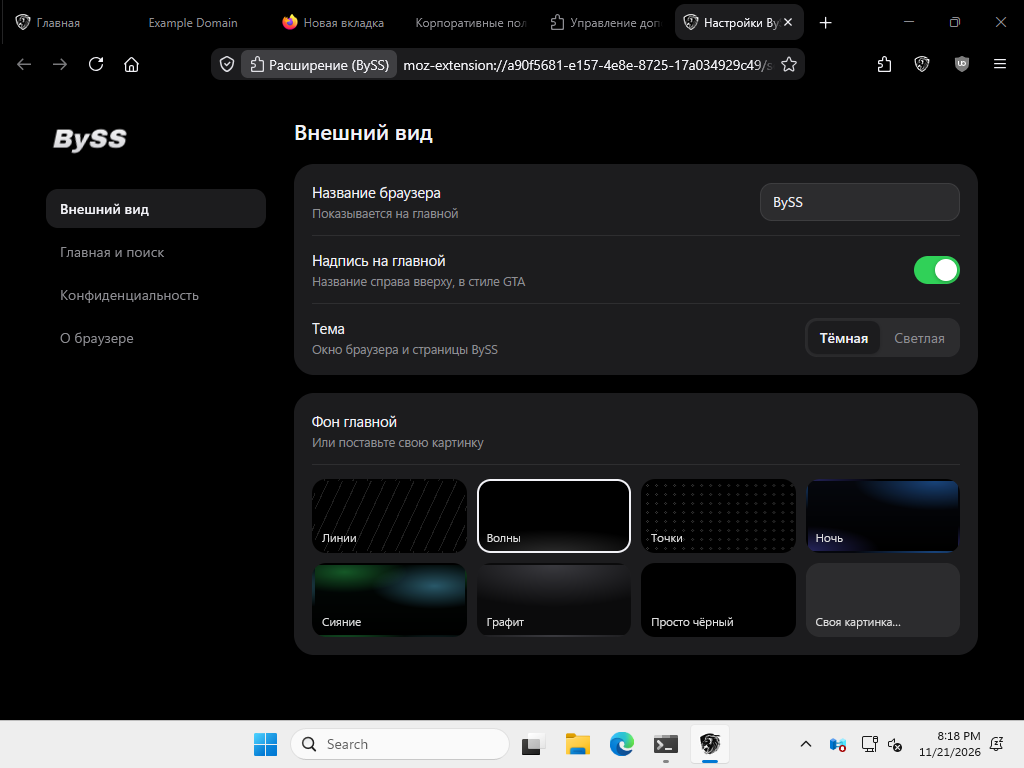 Главная
Example Domain
Новая вкладка
Корпоративные пол
Управление доп
Настройки By
Расширение (BySS)
moz-extension://a90f5681-e157-4e8e-8725-17a034929c49/s
BySS
Внешний вид
Главная и поиск
Конфиденциальность
О браузере
Внешний вид
Название браузера
Показывается на главной
BySS
Надпись на главной
Название справа вверху, в стиле GTA
Тема
Окно браузера и страницы BySS
Тёмная
Светлая
Фон главной
Или поставьте свою картинку
Линии
Волны
Точки
Ночь
Сияние
Графит
Просто чёрный
Своя картинка...
Search
8:18 PM
11/21/2026